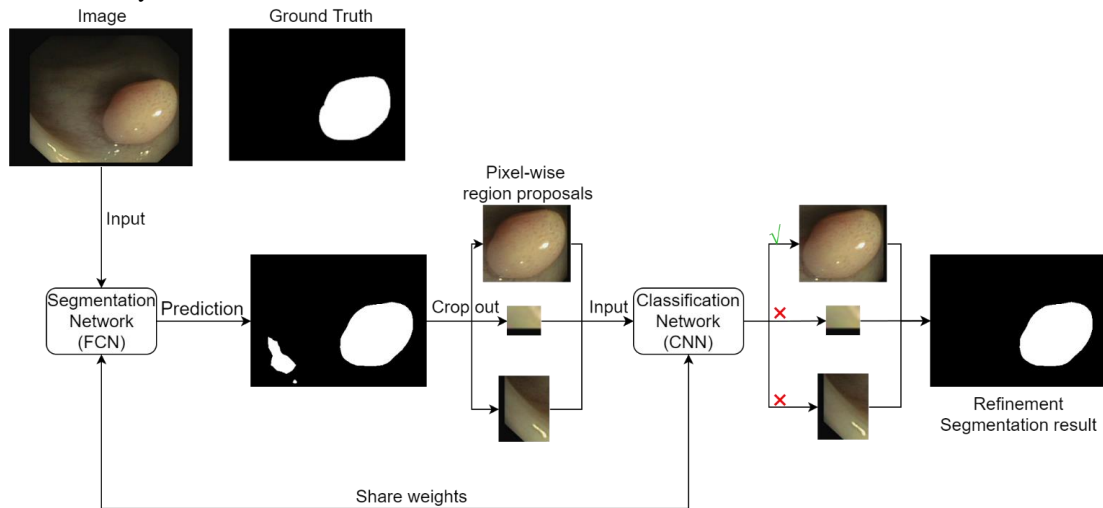 Image
Ground Truth
Pixel-wise
region proposals
Input
Segmentation
Network
(FCN)
Prediction
Crop out
Input
Classification
Network
(CNN)
Refinement
Segmentation result
Share weights